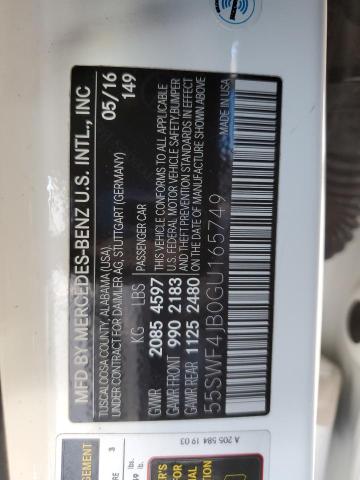 MFD BY MERCEDES-BENZ U.S. INTL., INC 05/16
TUSCALOOSA COUNTY, ALABAMA (USA) 149
UNDER CONTRACT FOR DAIMLER AG, STUTTGART (GERMANY)
KG LBS PASSENGER CAR
GVWR 2085 4597 THIS VEHICLE CONFORMS TO ALL APPLICABLE
GAWR FRONT 990 2183 U.S. FEDERAL MOTOR VEHICLE SAFETY,BUMPER
GAWR REAR 1125 2480 AND THEFT PREVENTION STANDARDS IN EFFECT
ON THE DATE OF MANUFACTURE SHOWN ABOVE
55SWF4JB0GU165749 MADE IN USA
A 205 584 19 03